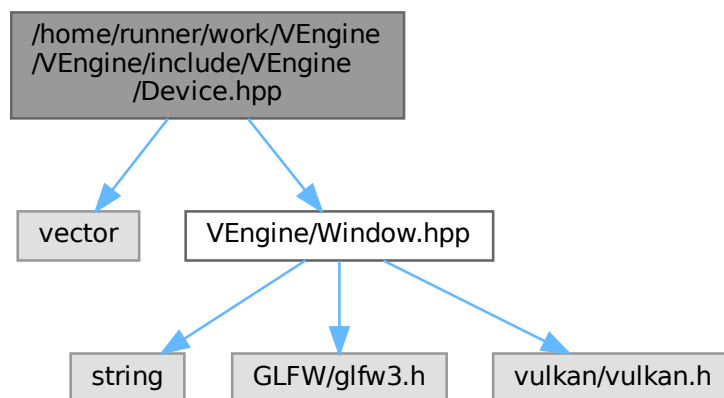 /home/runner/work/VEngine
/VEngine/include/VEngine
/Device.hpp
vector
VEngine/Window.hpp
string
GLFW/glfw3.h
vulkan/vulkan.h